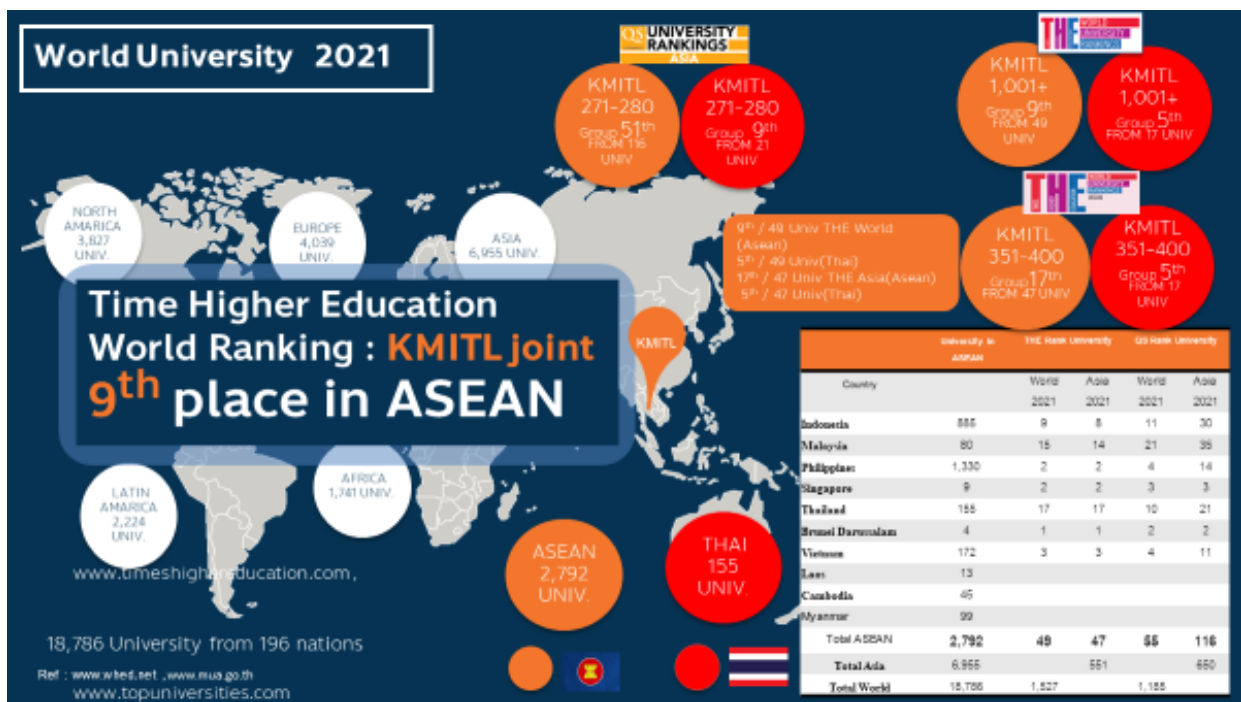 World University 2021
QS UNIVERSITY
RANKINGS
ASIA
KMITL
271-280
Group 51th
FROM 116
UNIV
KMITL
271-280
Group 9th
FROM 21
UNIV
THE WORLD
UNIVERSITY
RANKINGS
KMITL
1,001+
Group 9th
FROM 49
UNIV
KMITL
1,001+
Group 5th
FROM 17 UNIV
THE WORLD
UNIVERSITY
RANKINGS
KMITL
351-400
Group 17th
FROM 47 UNIV
KMITL
351-400
Group 5th
FROM 17
UNIV
NORTH
AMARICA
3,827
UNIV.
EUROPE
4,039
UNIV.
ASIA
6,955 UNIV.
9th / 49 Univ THE World
(Asean)
5th / 49 Univ(Thai)
17th / 47 Univ THE Asia(Asean)
5th / 47 Univ(Thai)
Time Higher Education
World Ranking : KMITL joint
9th place in ASEAN
KMITL
LATIN
AMARICA
2,224
UNIV.
AFRICA
1,741 UNIV.
ASEAN
2,792
UNIV.
THAI
155
UNIV.
www.timeshighereducation.com,
18,786 University from 196 nations
Ref : www.whed.net ,www.mua.go.th
www.topuniversities.com
University in THE Rank University QS Rank University
ASEAN
Country World Asia World Asia
2021 2021 2021 2021
Indonesia 885 9 8 11 30
Malaysia 80 15 14 21 35
Philippines 1,330 2 2 4 14
Singapore 9 2 2 3 3
Thailand 155 17 17 10 21
Brunei Darussalam 4 1 1 2 2
Vietnam 172 3 3 4 11
Laos 13
Cambodia 45
Myanmar 99
Total ASEAN 2,792 49 47 55 116
Total Asia 6,955 551 650
Total World 18,786 1,527 1,185